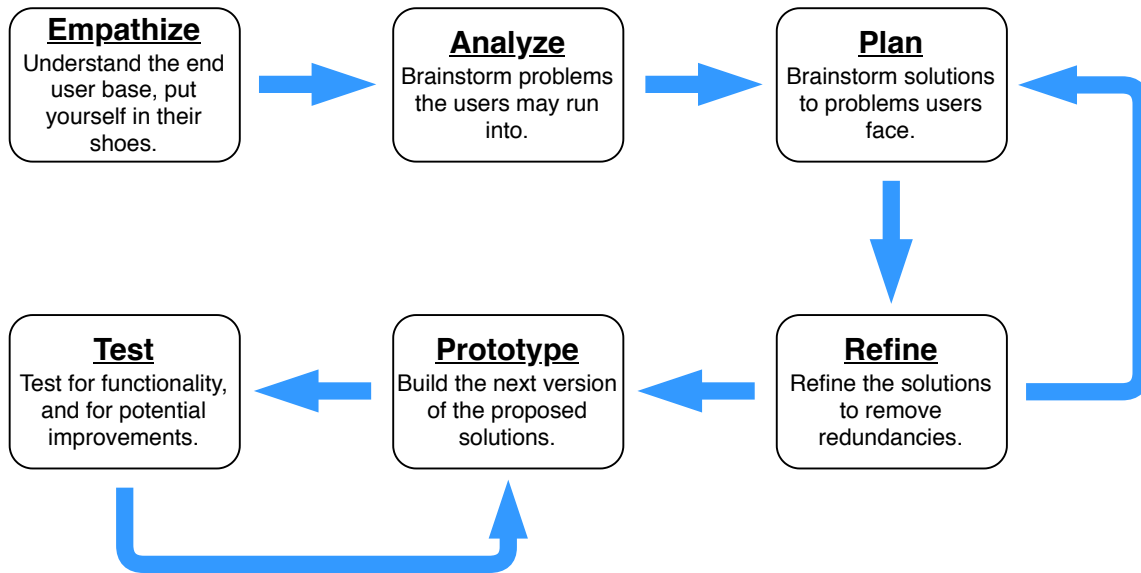 Empathize
Understand the end
user base, put
yourself in their
shoes.
Analyze
Brainstorm problems
the users may run
into.
Plan
Brainstorm solutions
to problems users
face.
Test
Test for functionality,
and for potential
improvements.
Prototype
Build the next version
of the proposed
solutions.
Refine
Refine the solutions
to remove
redundancies.